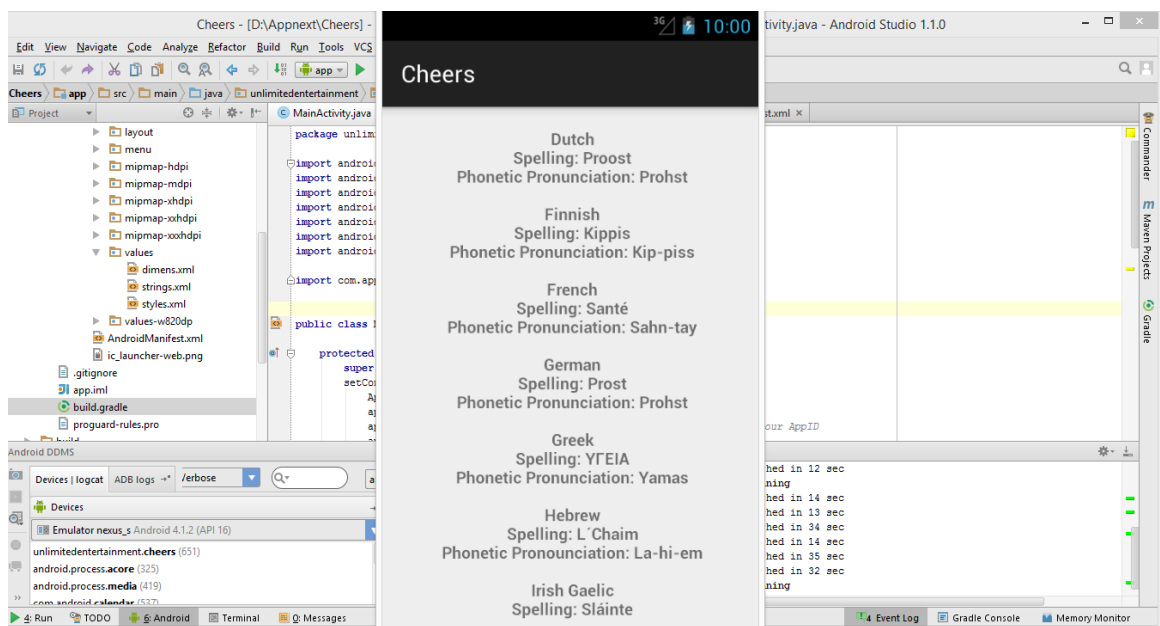 Cheers - [D:\Appnext\Cheers] -
tivity.java - Android Studio 1.1.0
Edit View Navigate Code Analyze Refactor Build Run Tools VCS
app
Cheers app src main java unlimitedentertainment
Project
MainActivity.java
st.xml
layout
menu
mipmap-hdpi
mipmap-mdpi
mipmap-xhdpi
mipmap-xxhdpi
mipmap-xxxhdpi
values
dimens.xml
strings.xml
styles.xml
values-w820dp
AndroidManifest.xml
ic_launcher-web.png
.gitignore
app.iml
build.gradle
proguard-rules.pro
build
package unlim
import androi
import androi
import androi
import androi
import androi
import androi
import androi
import com.app
public class M
protected
super
setCo
A
a
a
our AppID
3G 10:00
Cheers
Dutch
Spelling: Proost
Phonetic Pronunciation: Prohst
Finnish
Spelling: Kippis
Phonetic Pronunciation: Kip-piss
French
Spelling: Santé
Phonetic Pronunciation: Sahn-tay
German
Spelling: Prost
Phonetic Pronunciation: Prohst
Greek
Spelling: ΥΓΕΙΑ
Phonetic Pronunciation: Yamas
Hebrew
Spelling: L´Chaim
Phonetic Pronounciation: La-hi-em
Irish Gaelic
Spelling: Sláinte
Commander
Maven Projects
Gradle
Android DDMS
Devices | logcat ADB logs /erbose
Devices
Emulator nexus_s Android 4.1.2 (API 16)
unlimitedentertainment.cheers (651)
android.process.acore (325)
android.process.media (419)
com.android.calendar (537)
hed in 12 sec
ning
hed in 14 sec
hed in 13 sec
hed in 34 sec
hed in 14 sec
hed in 35 sec
hed in 32 sec
ning
4: Run TODO 6: Android Terminal 0: Messages
4 Event Log Gradle Console Memory Monitor